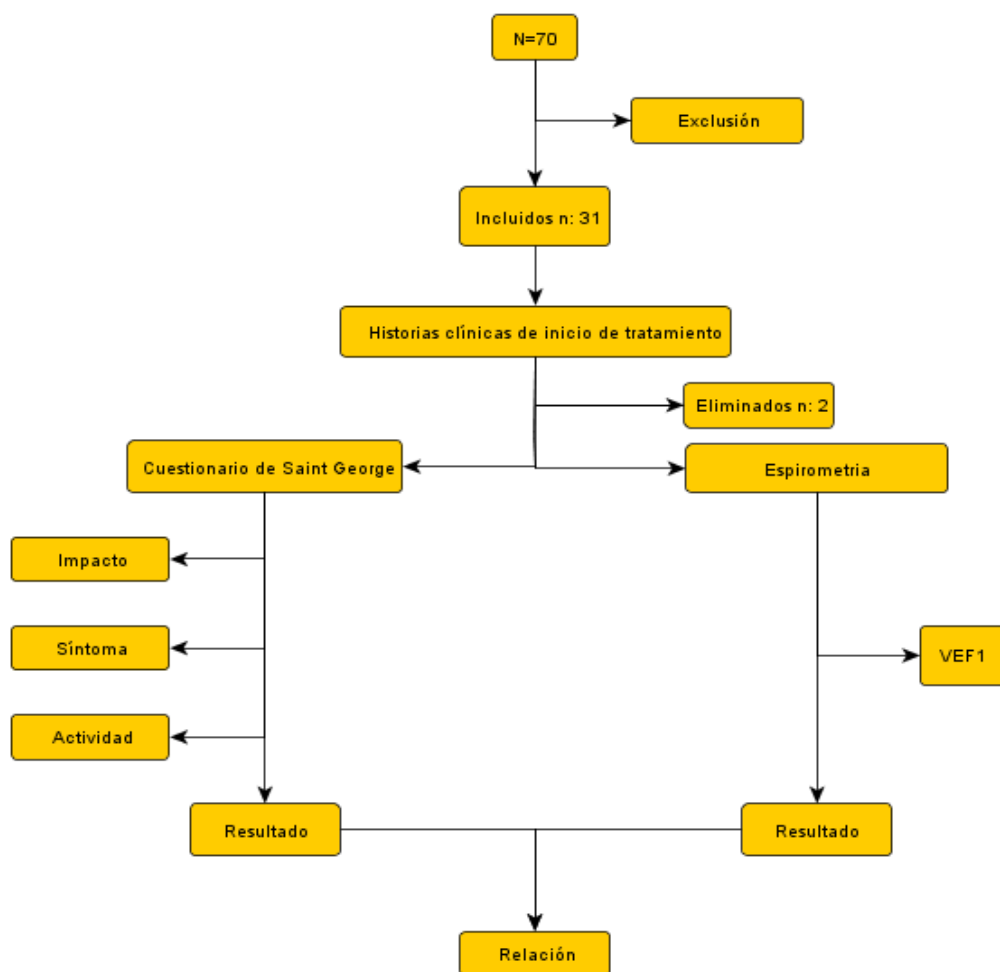 N=70
Exclusión
Incluidos n: 31
Historias clínicas de inicio de tratamiento
Eliminados n: 2
Cuestionario de Saint George
Espirometria
Impacto
Síntoma
VEF1
Actividad
Resultado
Resultado
Relación